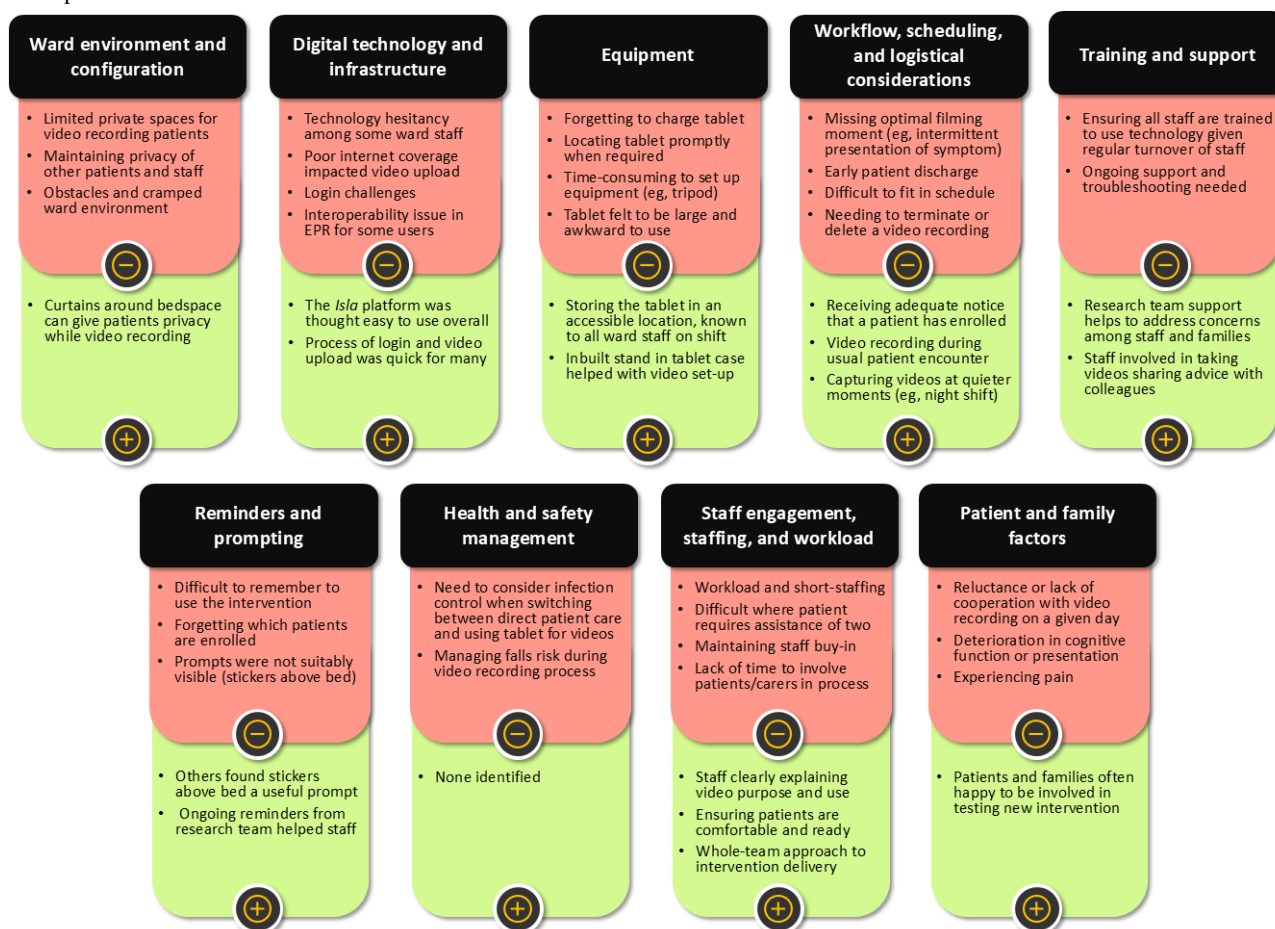 Ward environment and
configuration
• Limited private spaces for
video recording patients
• Maintaining privacy of
other patients and staff
• Obstacles and cramped
ward environment
• Curtains around bedspace
can give patients privacy
while video recording
Digital technology and
infrastructure
• Technology hesitancy
among some ward staff
• Poor internet coverage
impacted video upload
• Login challenges
• Interoperability issue in
EPR for some users
• The Isla platform was
thought easy to use overall
• Process of login and video
upload was quick for many
Equipment
• Forgetting to charge tablet
• Locating tablet promptly
when required
• Time-consuming to set up
equipment (eg, tripod)
• Tablet felt to be large and
awkward to use
• Storing the tablet in an
accessible location, known
to all ward staff on shift
• Inbuilt stand in tablet case
helped with video set-up
Workflow, scheduling,
and logistical
considerations
• Missing optimal filming
moment (eg, intermittent
presentation of symptom)
• Early patient discharge
• Difficult to fit in schedule
• Needing to terminate or
delete a video recording
• Receiving adequate notice
that a patient has enrolled
• Video recording during
usual patient encounter
• Capturing videos at quieter
moments (eg, night shift)
Training and support
• Ensuring all staff are trained
to use technology given
regular turnover of staff
• Ongoing support and
troubleshooting needed
• Research team support
helps to address concerns
among staff and families
• Staff involved in taking
videos sharing advice with
colleagues
Reminders and
prompting
• Difficult to remember to
use the intervention
• Forgetting which patients
are enrolled
• Prompts were not suitably
visible (stickers above bed)
• Others found stickers
above bed a useful prompt
• Ongoing reminders from
research team helped staff
Health and safety
management
• Need to consider infection
control when switching
between direct patient care
and using tablet for videos
• Managing falls risk during
video recording process
• None identified
Staff engagement,
staffing, and workload
• Workload and short-staffing
• Difficult where patient
requires assistance of two
• Maintaining staff buy-in
• Lack of time to involve
patients/carers in process
• Staff clearly explaining
video purpose and use
• Ensuring patients are
comfortable and ready
• Whole-team approach to
intervention delivery
Patient and family
factors
• Reluctance or lack of
cooperation with video
recording on a given day
• Deterioration in cognitive
function or presentation
• Experiencing pain
• Patients and families often
happy to be involved in
testing new intervention